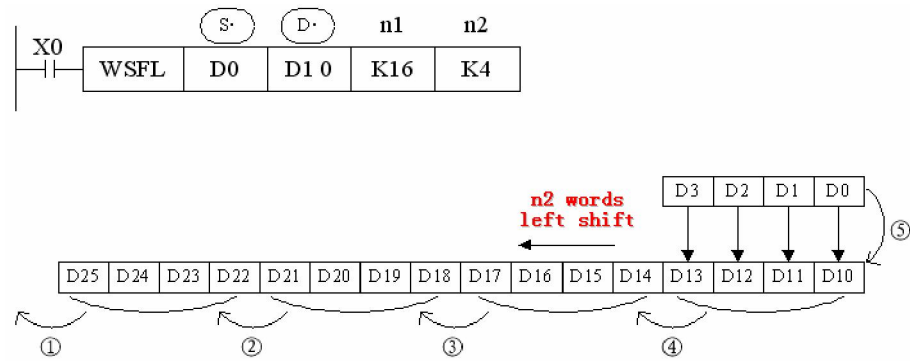 S· D· n1 n2
X0
WSFL D0 D1 0 K16 K4
D3 D2 D1 D0
n2 words
left shift
⑤
D25 D24 D23 D22 D21 D20 D19 D18 D17 D16 D15 D14 D13 D12 D11 D10
① ② ③ ④